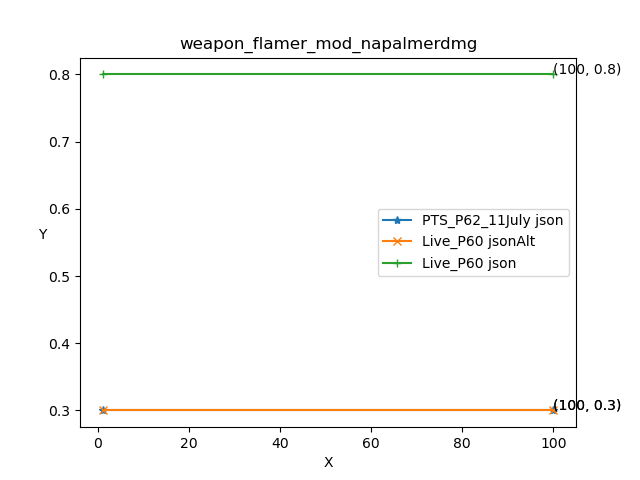 weapon_flamer_mod_napalmerdmg
0.8
0.7
0.6
0.5
0.4
0.3
Y
(100, 0.8)
PTS_P62_11July json
Live_P60 jsonAlt
Live_P60 json
(100, 0.3)
0
20
40
60
80
100
X